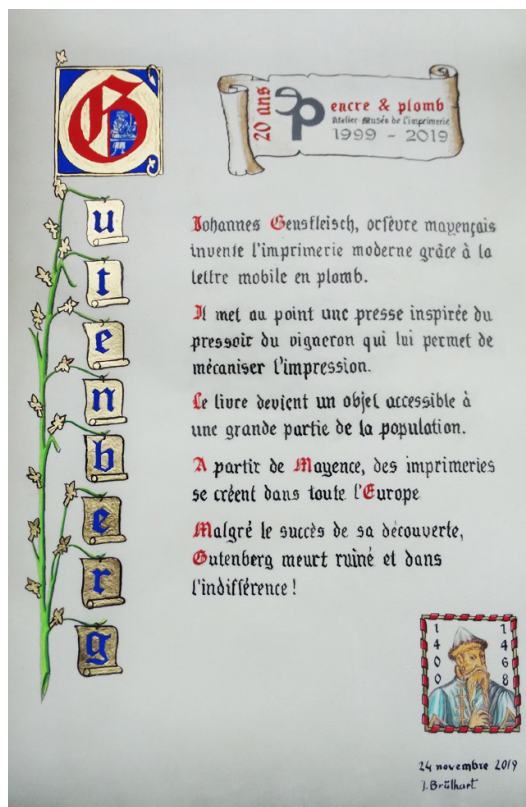 Gutenberg
20 ans
ep
encre & plomb
Atelier-Musée de l'imprimerie
1999 - 2019
Johannes Gensfleisch, orfèvre mayençais
invente l'imprimerie moderne grâce à la
lettre mobile en plomb.
Il met au point une presse inspirée du
pressoir du vigneron qui lui permet de
mécaniser l'impression.
Le livre devient un objet accessible à
une grande partie de la population.
A partir de Mayence, des imprimeries
se créent dans toute l'Europe
Malgré le succès de sa découverte,
Gutenberg meurt ruiné et dans
l'indifférence !
1400
1468
24 novembre 2019
J. Brülhart